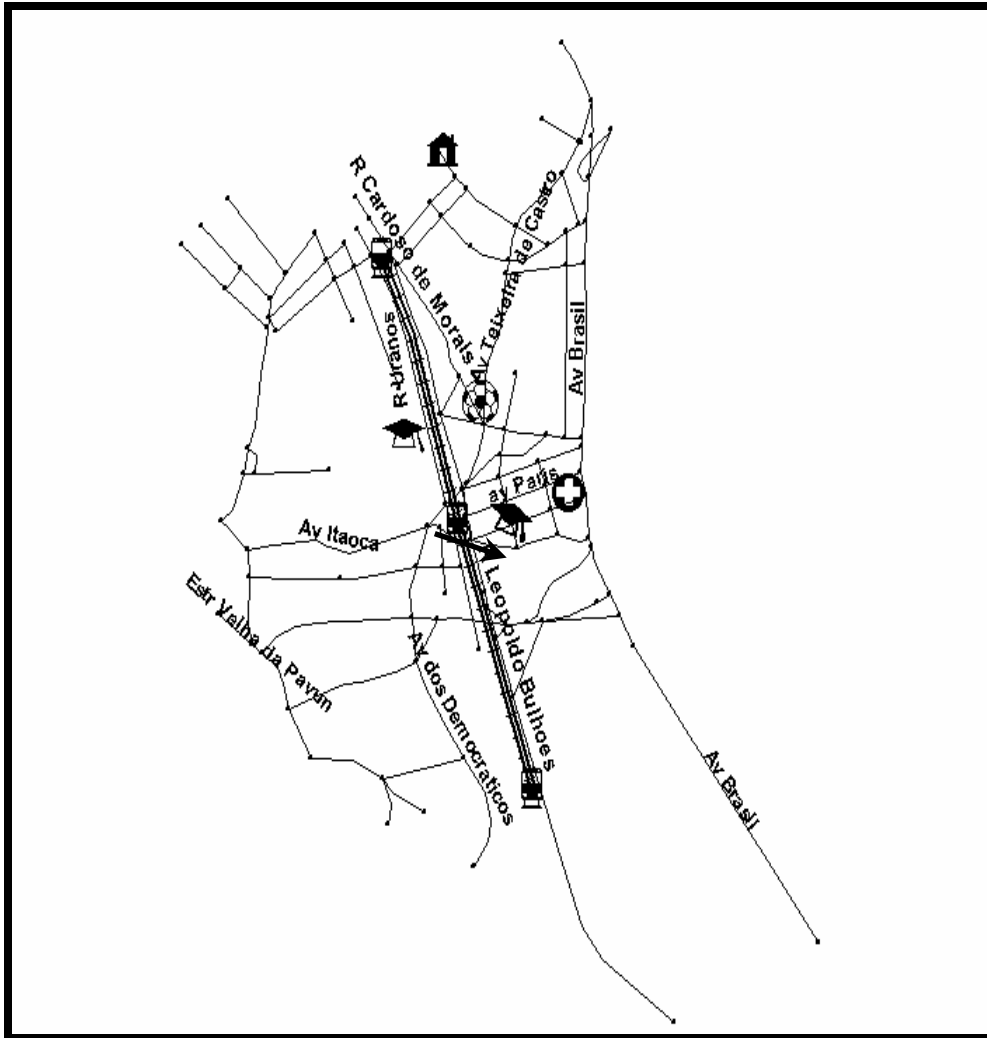 R Cardoso de Morais
Av Teixeira de Castro
R Uranos
Av Brasil
av Paris
Av Itaoca
Estr Velha da Pavun
Leopoldo Bulhoes
Av dos Democraticos
Av Brasil